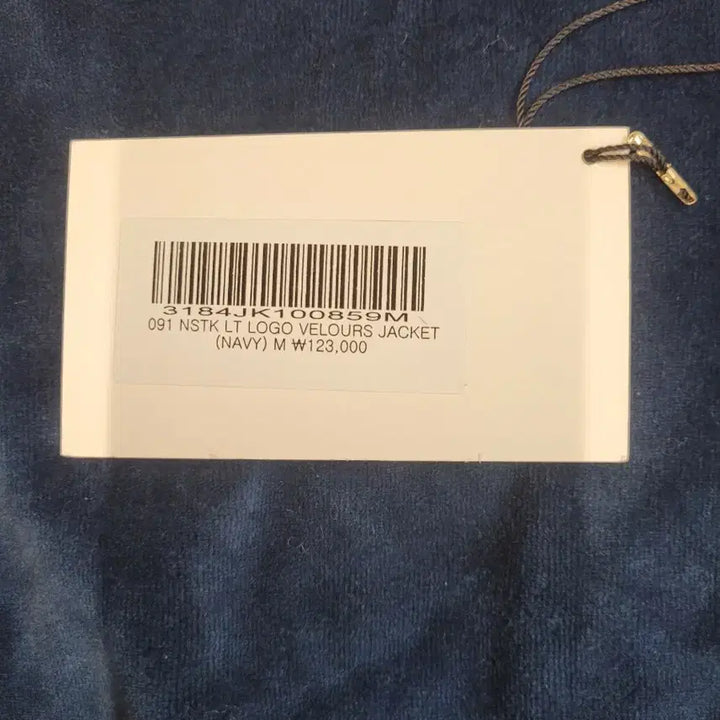 3184JK100859M
091 NSTK LT LOGO VELOURS JACKET
(NAVY) M ₩123,000